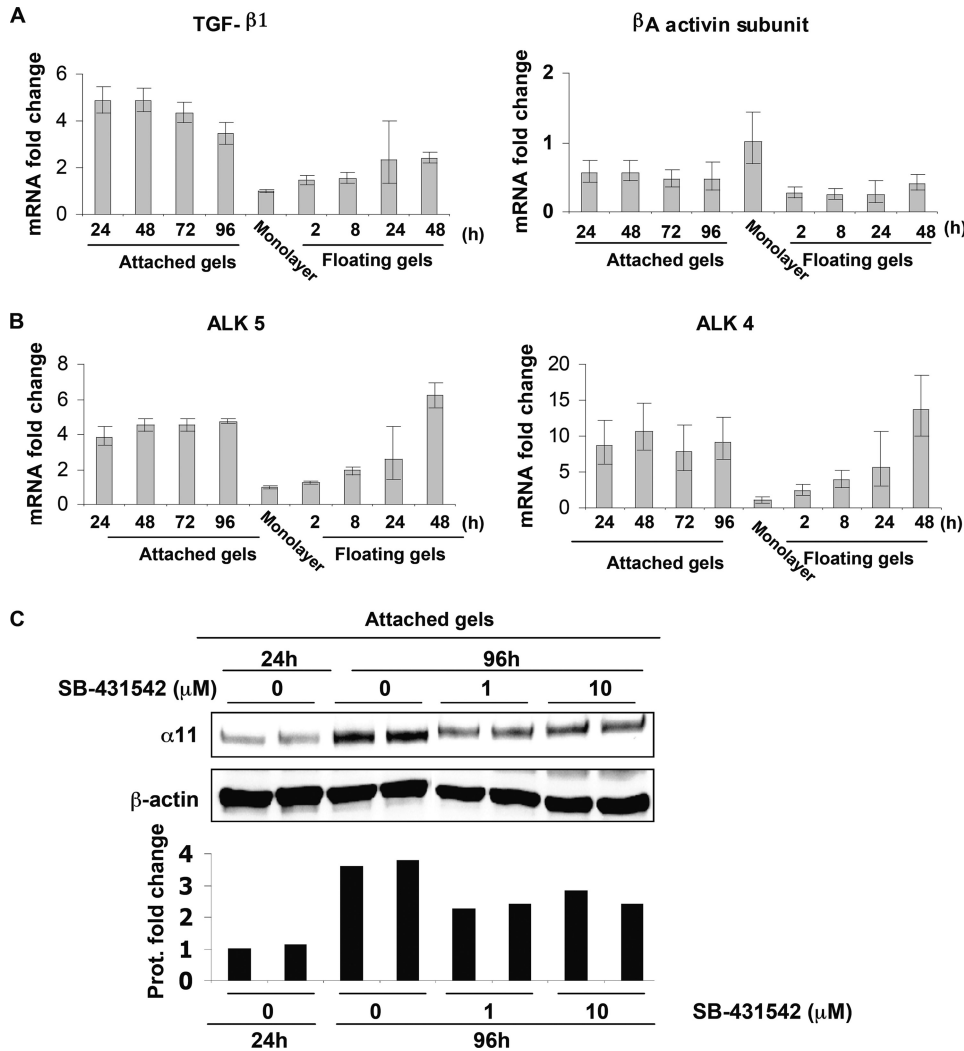 A
TGF- β1
βA activin subunit
mRNA fold change
6
4
2
0
24 48 72 96 Monolayer 2 8 24 48 (h)
Attached gels Floating gels
mRNA fold change
2
1
0
24 48 72 96 Monolayer 2 8 24 48 (h)
Attached gels Floating gels
B
ALK 5
ALK 4
mRNA fold change
8
6
4
2
0
24 48 72 96 Monolayer 2 8 24 48 (h)
Attached gels Floating gels
mRNA fold change
20
15
10
5
0
24 48 72 96 Monolayer 2 8 24 48 (h)
Attached gels Floating gels
C
Attached gels
24h 96h
SB-431542 (μM) 0 0 1 10
α11
β-actin
Prot. fold change
4
3
2
1
0
0 0 1 10 SB-431542 (μM)
24h 96h